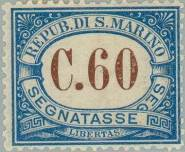 REPUB. DI S. MARINO
C.60
SEGNATASSE
LIBERTAS